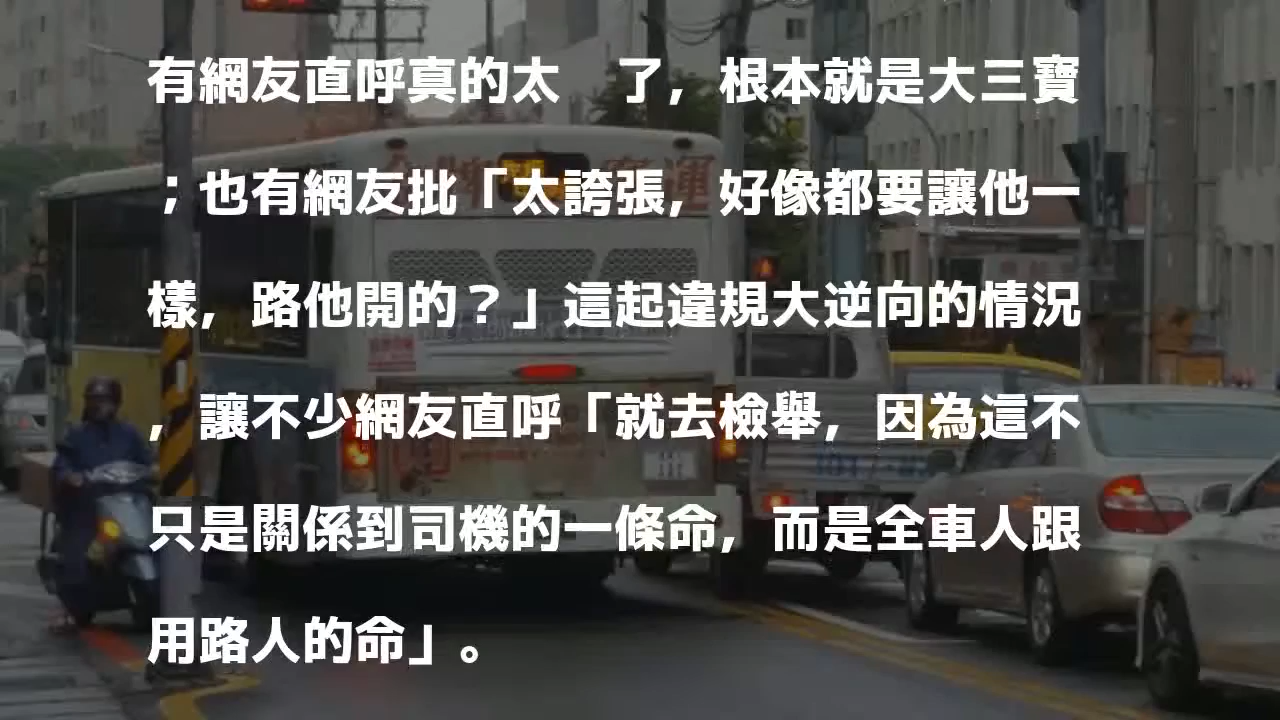 有網友直呼真的太　了，根本就是大三寶
；也有網友批「太誇張，好像都要讓他一
樣，路他開的？」這起違規大逆向的情況
，讓不少網友直呼「就去檢舉，因為這不
只是關係到司機的一條命，而是全車人跟
用路人的命」。